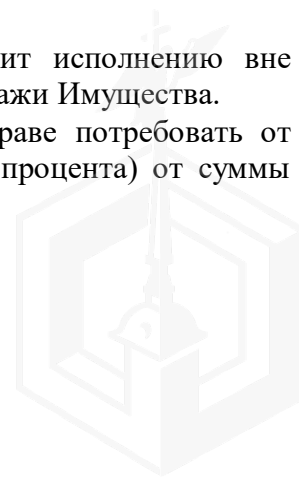 ит исполнению вне
ажи Имущества.
раве потребовать от
процента) от суммы